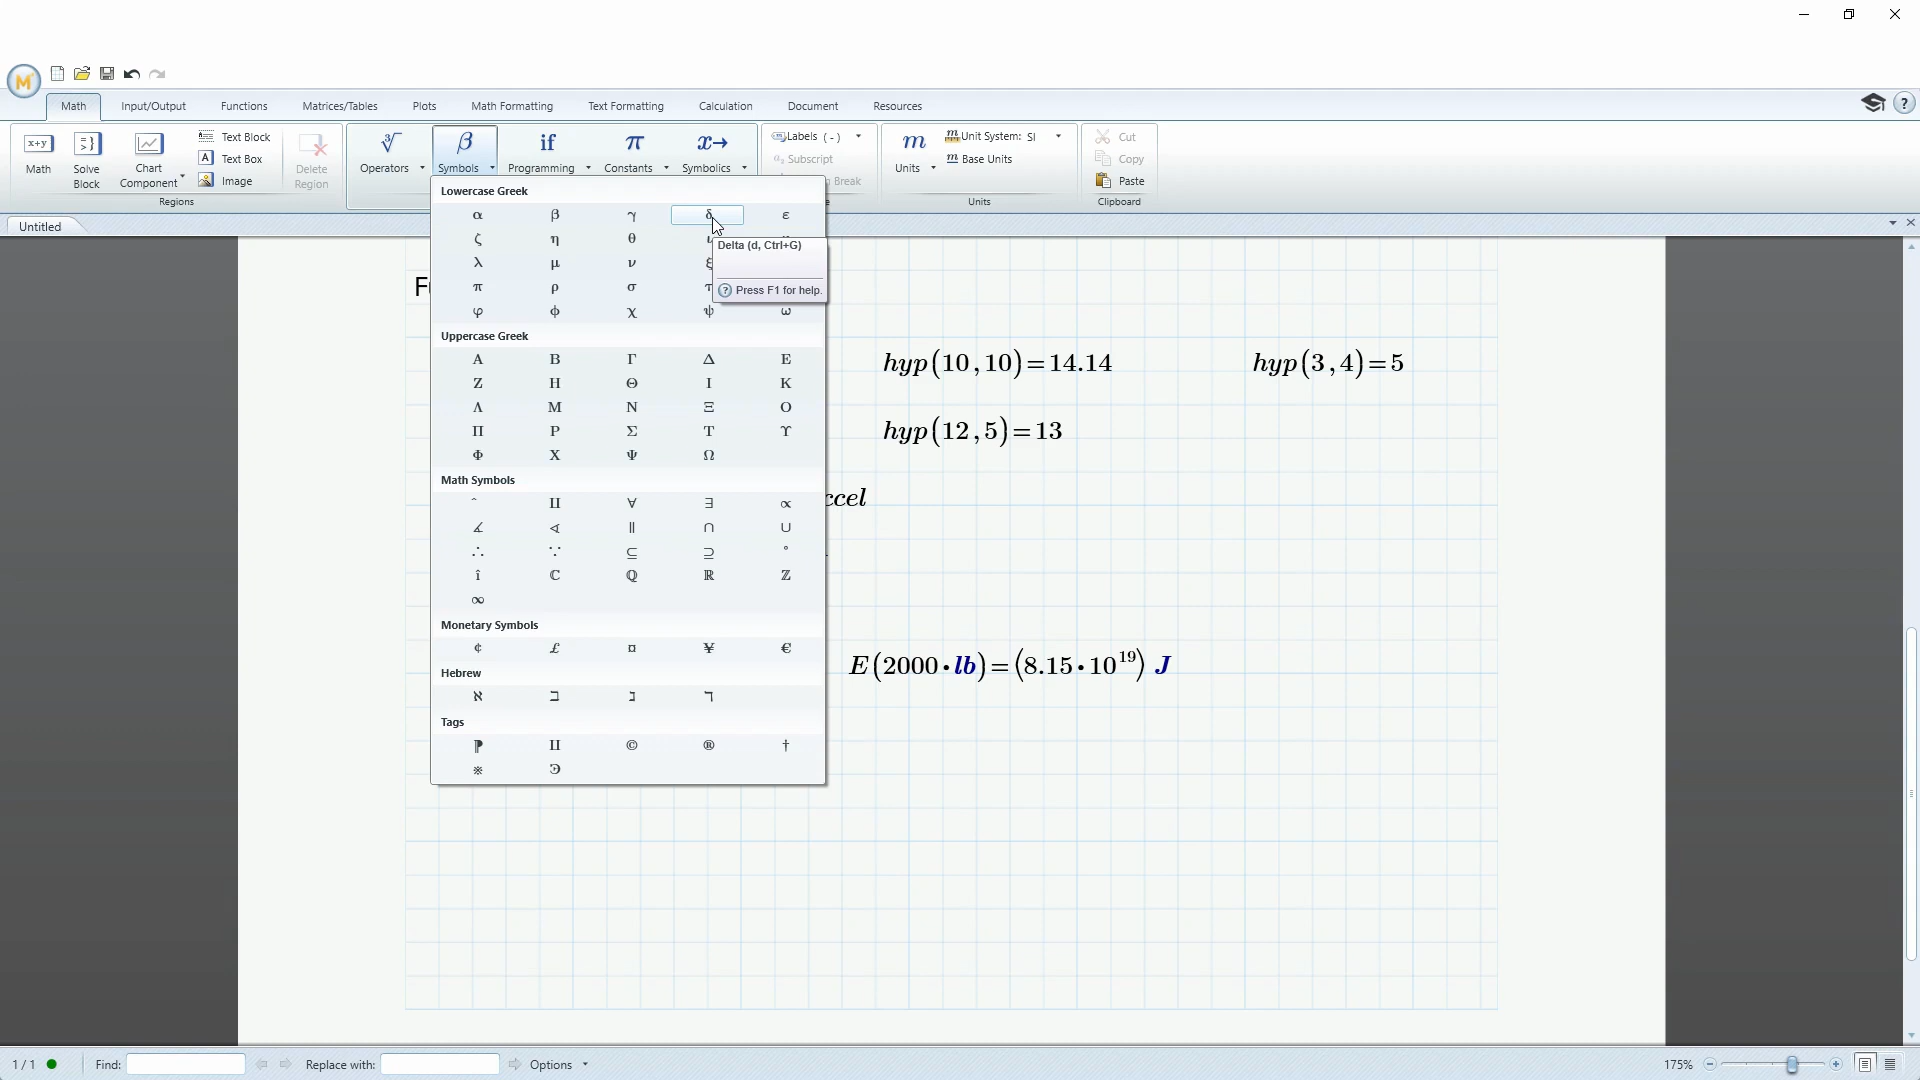 Math Input/Output Functions Matrices/Tables Plots Math Formatting Text Formatting Calculation Document Resources
Math
Solve Block
Chart Component
Text Block
Text Box
Image
Delete Region
Regions
Operators
Symbols
Programming
Constants
Symbolics
Labels (-)
Subscript
Break
Units
Unit System: SI
Base Units
Units
Cut
Copy
Paste
Clipboard
Untitled
Lowercase Greek
α β γ δ ε
ζ η θ
λ μ ν ξ
π ρ σ τ
φ ϕ χ ψ ω
Delta (d, Ctrl+G)
Press F1 for help.
Uppercase Greek
Α Β Γ Δ Ε
Ζ Η Θ Ι Κ
Λ Μ Ν Ξ Ο
Π Ρ Σ Τ ϒ
Φ Χ Ψ Ω
Math Symbols
ˆ ∐ ∀ ∃ ∝
∡ ∢ ∥ ∩ ∪
∴ ∵ ⊆ ⊇ °
î ℂ ℚ ℝ ℤ
∞
Monetary Symbols
¢ £ ¤ ¥ €
Hebrew
א ב ג ד
Tags
⁋ ∐ © ® †
※
hyp(10,10)=14.14
hyp(3,4)=5
hyp(12,5)=13
ccel
E(2000·lb)=(8.15·10¹⁹) J
1/1 Find: Replace with: Options 175%